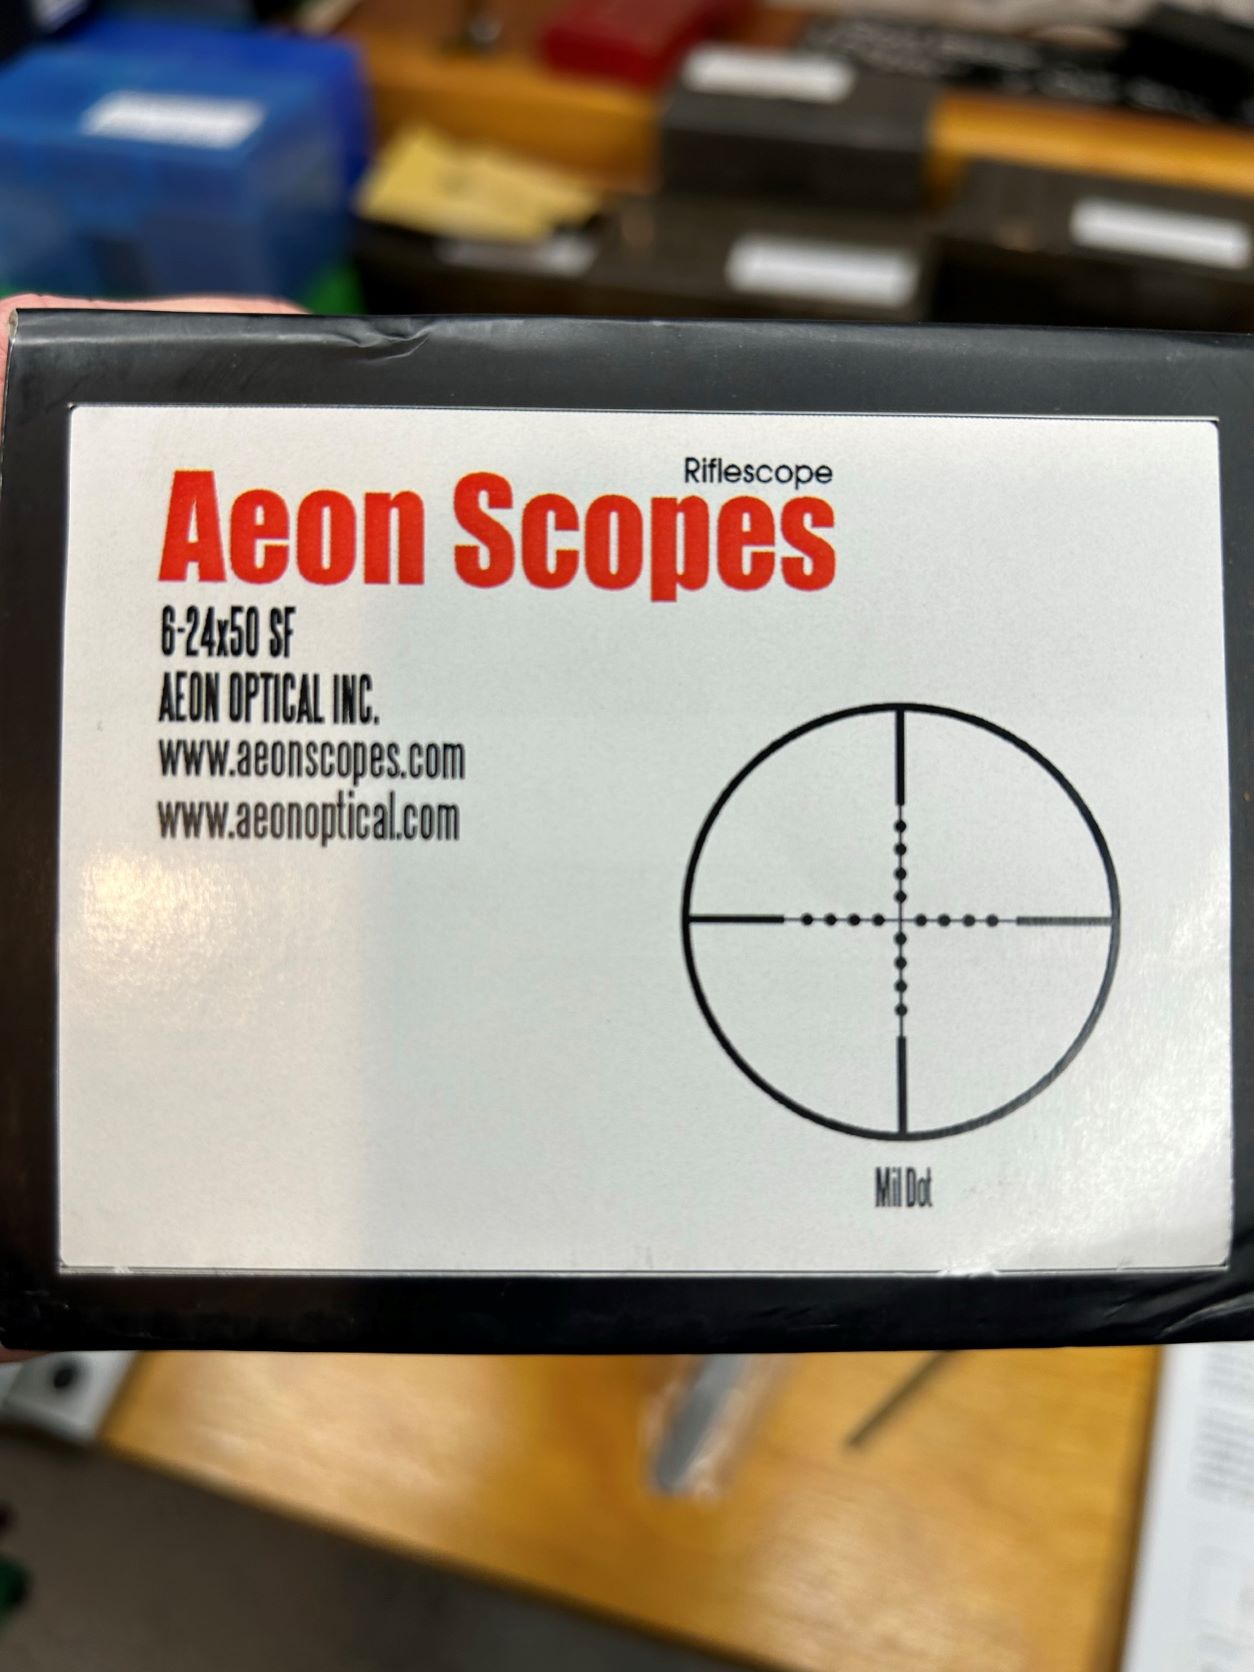 Riflescope
Aeon Scopes
6-24x50 SF
AEON OPTICAL INC.
www.aeonscopes.com
www.aeonoptical.com
Mil Dot